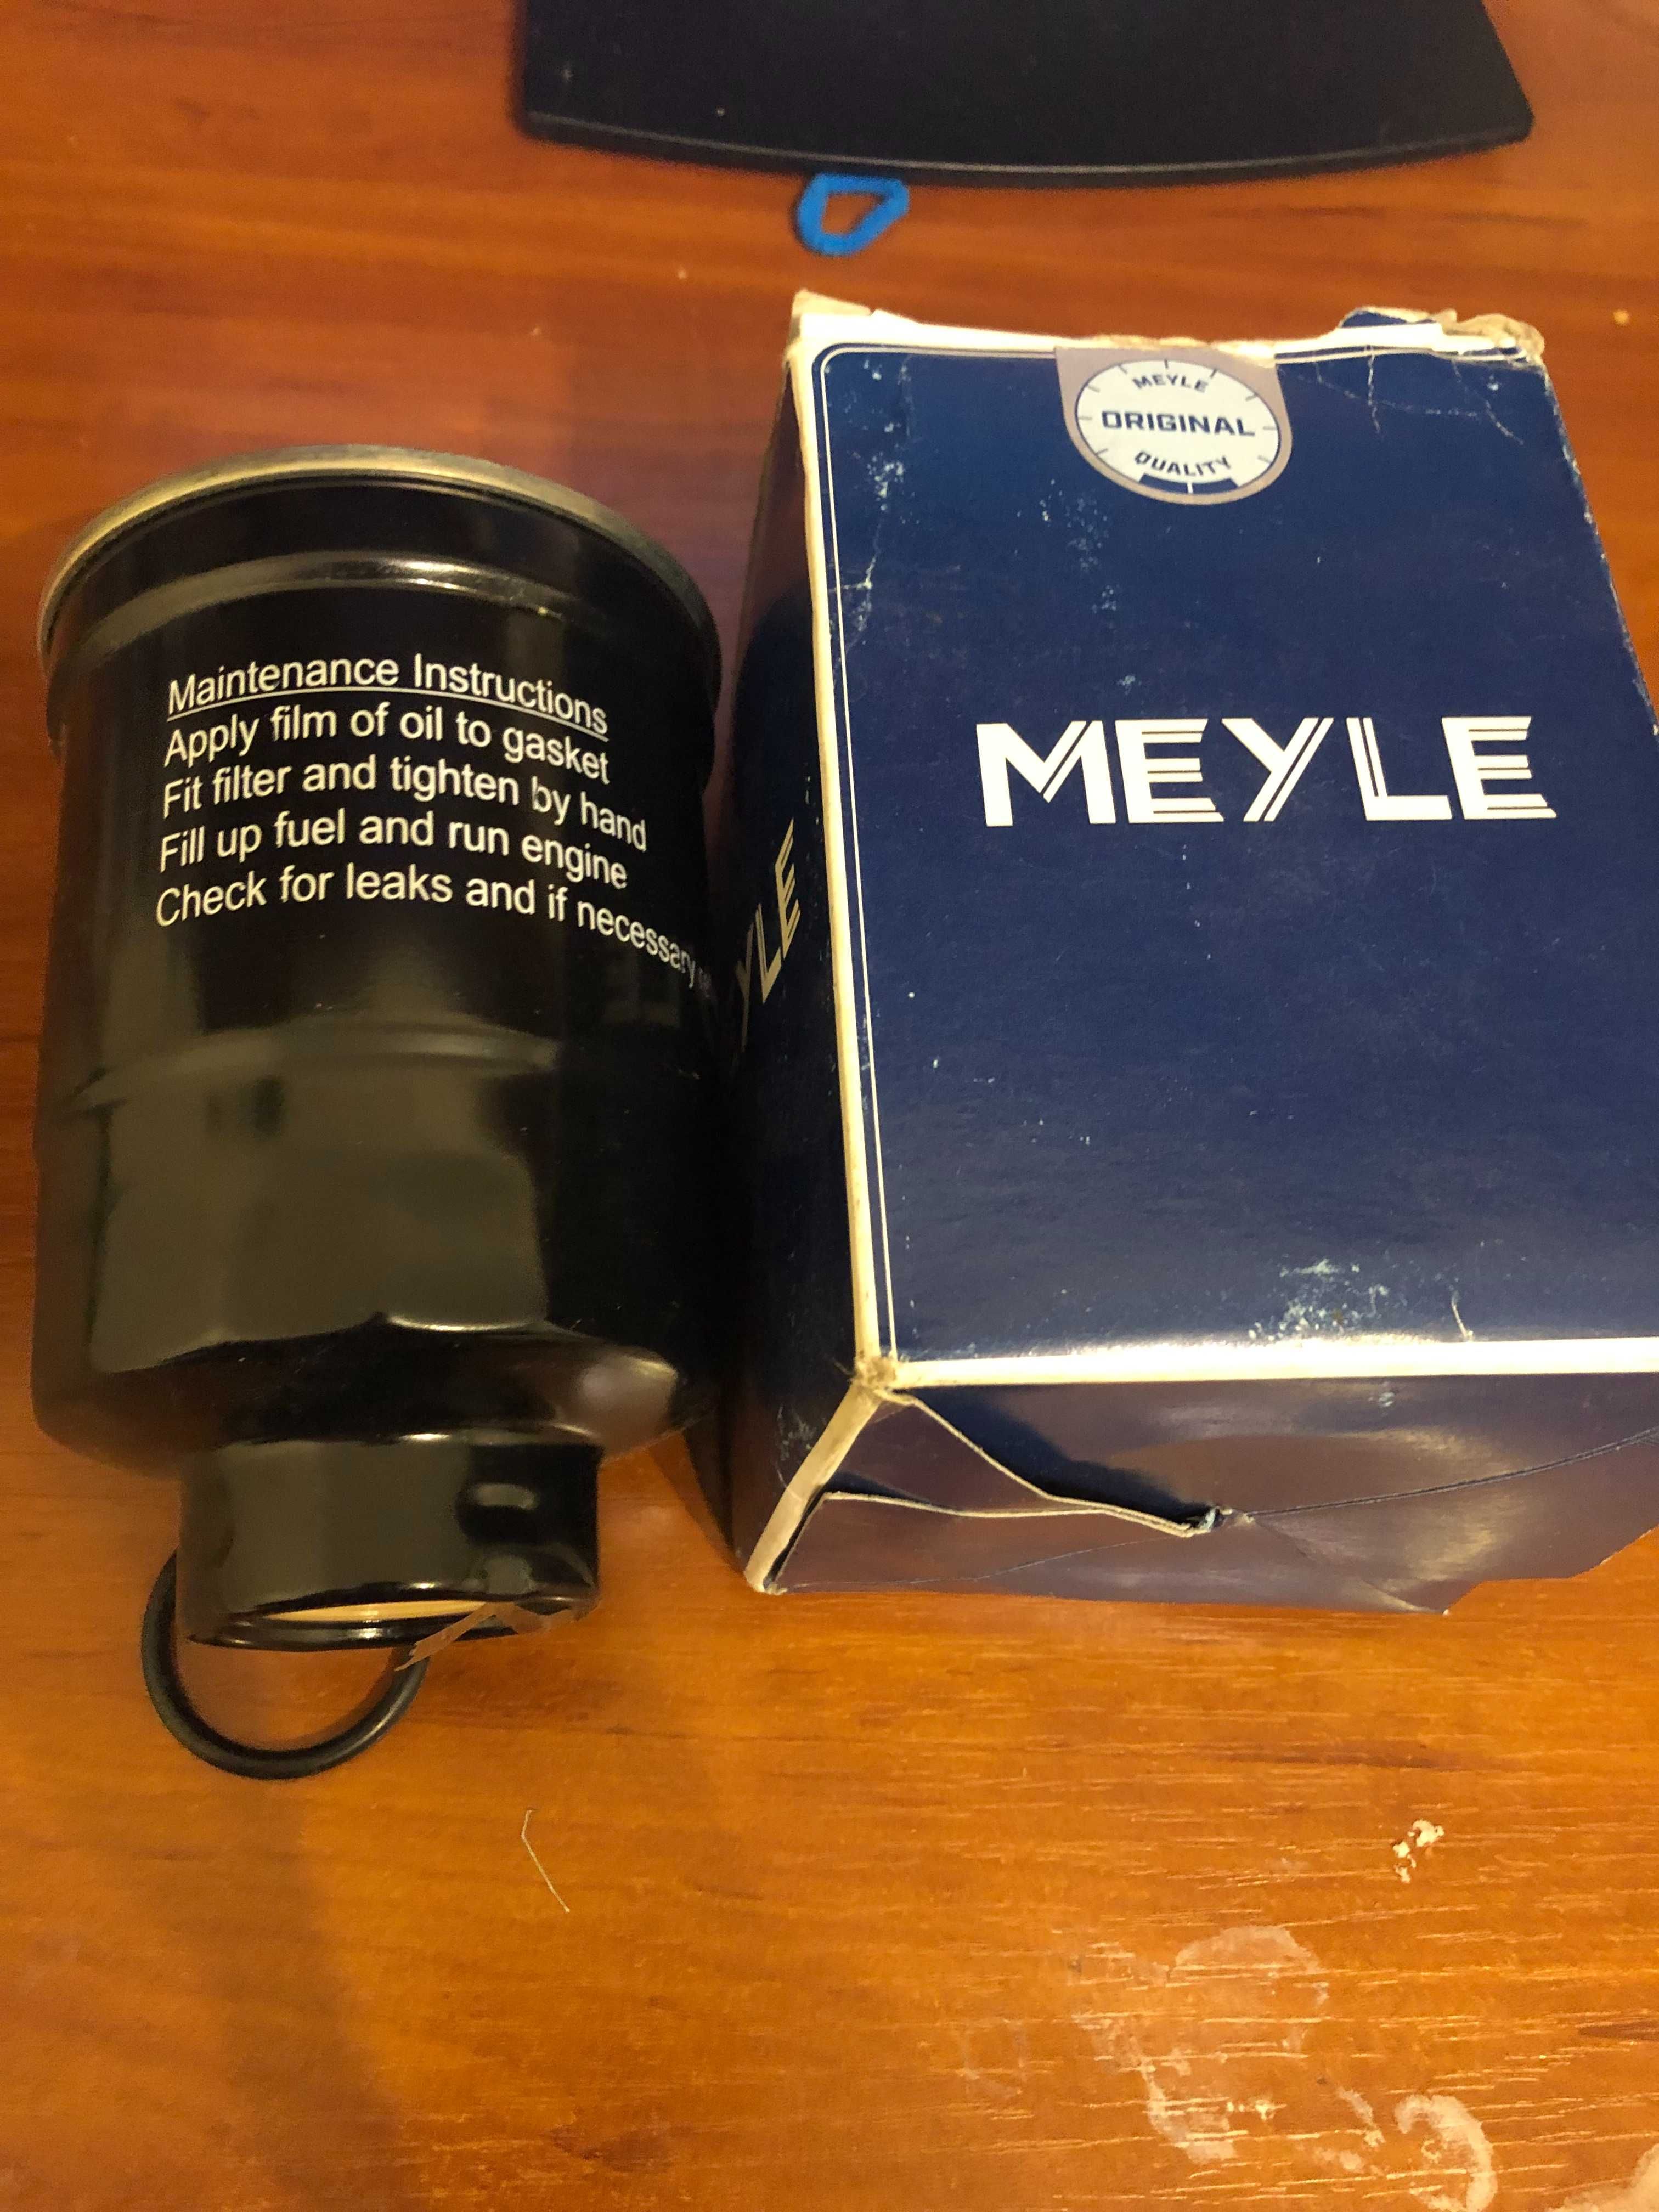 Maintenance Instructions
Apply film of oil to gasket
Fit filter and tighten by hand
Fill up fuel and run engine
Check for leaks and if necessary
MEYLE
ORIGINAL
QUALITY
MEYLE
YLE